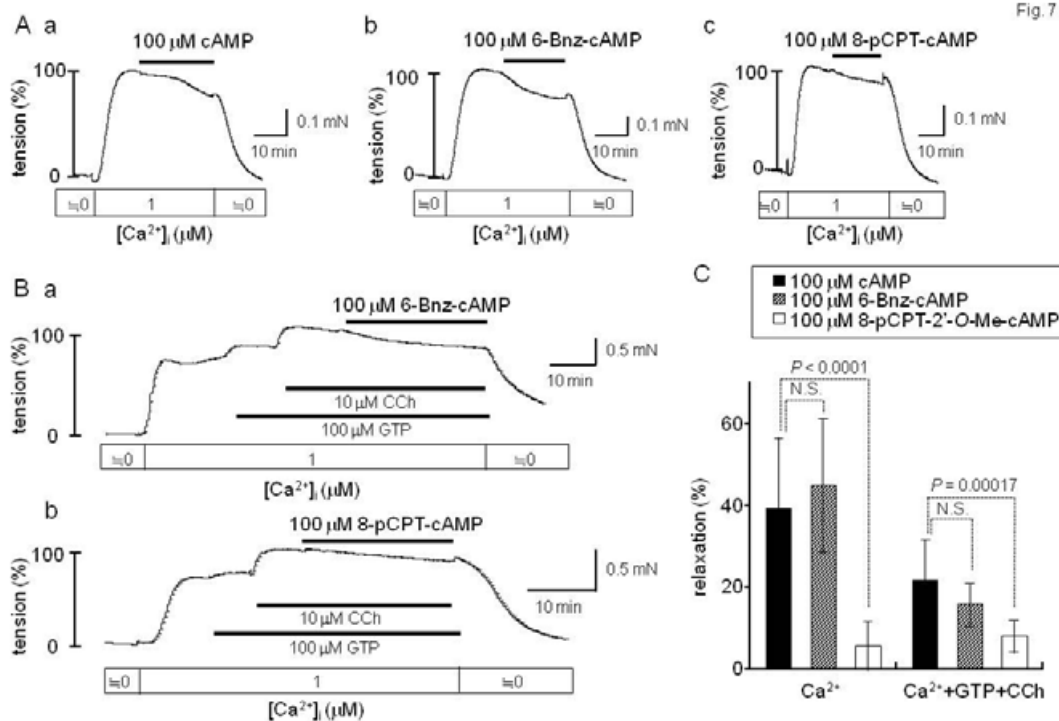 Fig.7
A a
100 μM cAMP
tension (%)
100
0
0.1 mN
10 min
≒0 1 ≒0
[Ca²⁺]ᵢ (μM)
b
100 μM 6-Bnz-cAMP
tension (%)
100
0
0.1 mN
10 min
≒0 1 ≒0
[Ca²⁺]ᵢ (μM)
c
100 μM 8-pCPT-cAMP
tension (%)
100
0
0.1 mN
10 min
≒0 1 ≒0
[Ca²⁺]ᵢ (μM)
B a
100 μM 6-Bnz-cAMP
tension (%)
100
0
0.5 mN
10 min
10 μM CCh
100 μM GTP
≒0 1 ≒0
[Ca²⁺]ᵢ (μM)
b
100 μM 8-pCPT-cAMP
tension (%)
100
0
0.5 mN
10 min
10 μM CCh
100 μM GTP
≒0 1 ≒0
[Ca²⁺]ᵢ (μM)
C
100 μM cAMP
100 μM 6-Bnz-cAMP
100 μM 8-pCPT-2'-O-Me-cAMP
P < 0.0001
N.S.
P = 0.00017
N.S.
relaxation (%)
60
40
20
0
Ca²⁺ Ca²⁺+GTP+CCh